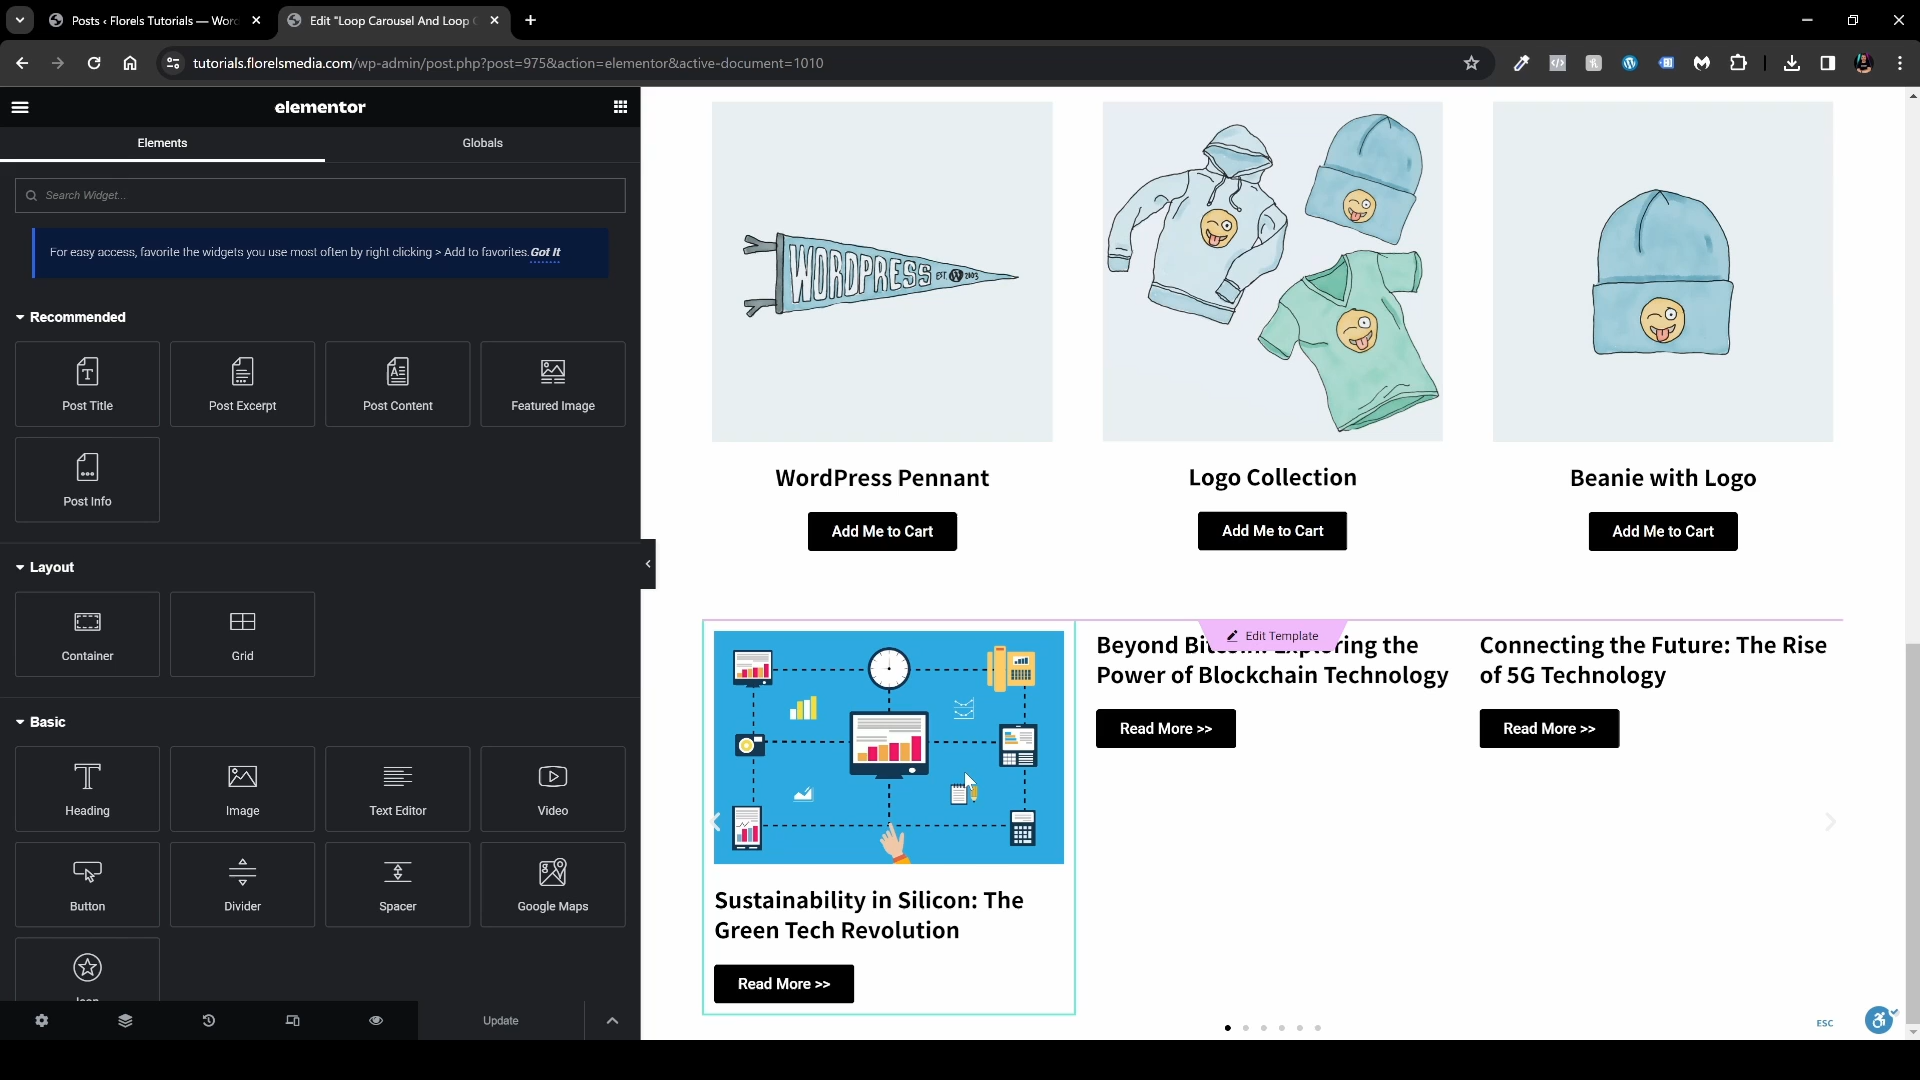 Posts ‹ Florels Tutorials — Wor
Edit "Loop Carousel And Loop
tutorials.florelsmedia.com/wp-admin/post.php?post=975&action=elementor&active-document=1010
elementor
Elements
Globals
Search Widget...
For easy access, favorite the widgets you use most often by right clicking > Add to favorites. Got It
Recommended
Post Title
Post Excerpt
Post Content
Featured Image
Post Info
Layout
Container
Grid
Basic
Heading
Image
Text Editor
Video
Button
Divider
Spacer
Google Maps
Update
WORDPRESS EST 2003
WordPress Pennant
Logo Collection
Beanie with Logo
Add Me to Cart
Add Me to Cart
Add Me to Cart
Edit Template
Sustainability in Silicon: The
Green Tech Revolution
Read More >>
Beyond Bitcoin: Exploring the
Power of Blockchain Technology
Read More >>
Connecting the Future: The Rise
of 5G Technology
Read More >>
ESC